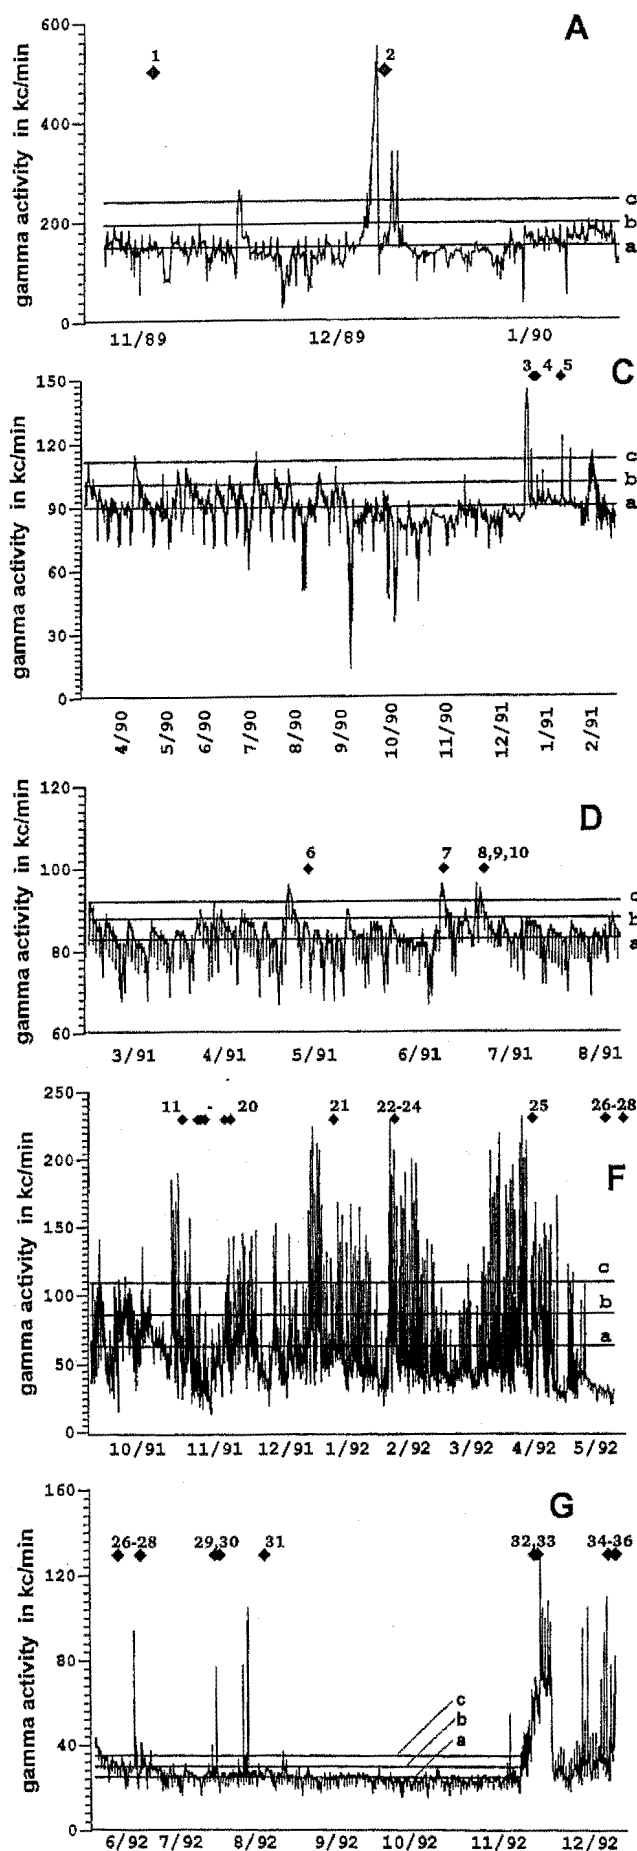 A
600
400
200
0
gamma activity in kc/min
1
2
c
b
a
11/89 12/89 1/90
C
150
120
90
60
30
0
gamma activity in kc/min
3 4 5
c
b
a
4/90 5/90 6/90 7/90 8/90 9/90 10/90 11/90 12/91 1/91 2/91
D
120
100
80
60
gamma activity in kc/min
6
7
8,9,10
c
b
a
3/91 4/91 5/91 6/91 7/91 8/91
F
250
200
150
100
50
0
gamma activity in kc/min
11 - 20 21 22-24 25 26-28
c
b
a
10/91 11/91 12/91 1/92 2/92 3/92 4/92 5/92
G
160
120
80
40
0
gamma activity in kc/min
26-28 29,30 31 32,33 34-36
c
b
a
6/92 7/92 8/92 9/92 10/92 11/92 12/92